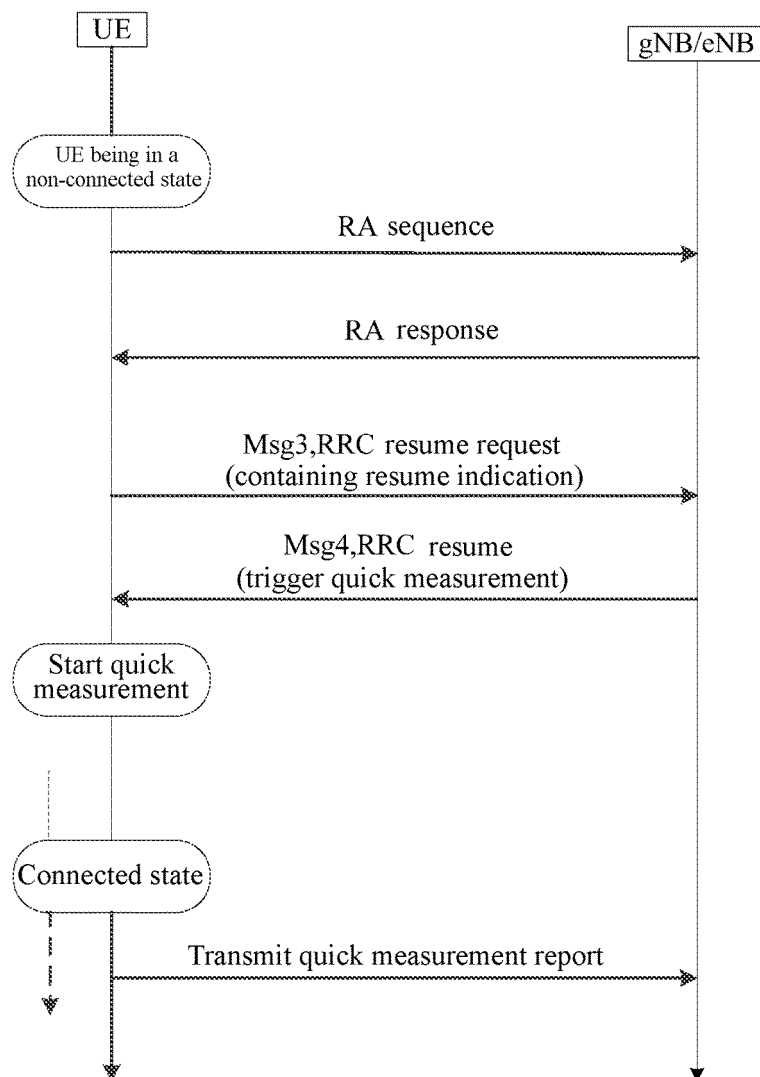 UE
gNB/eNB
UE being in a
non-connected state
RA sequence
RA response
Msg3,RRC resume request
(containing resume indication)
Msg4,RRC resume
(trigger quick measurement)
Start quick
measurement
Connected state
Transmit quick measurement report